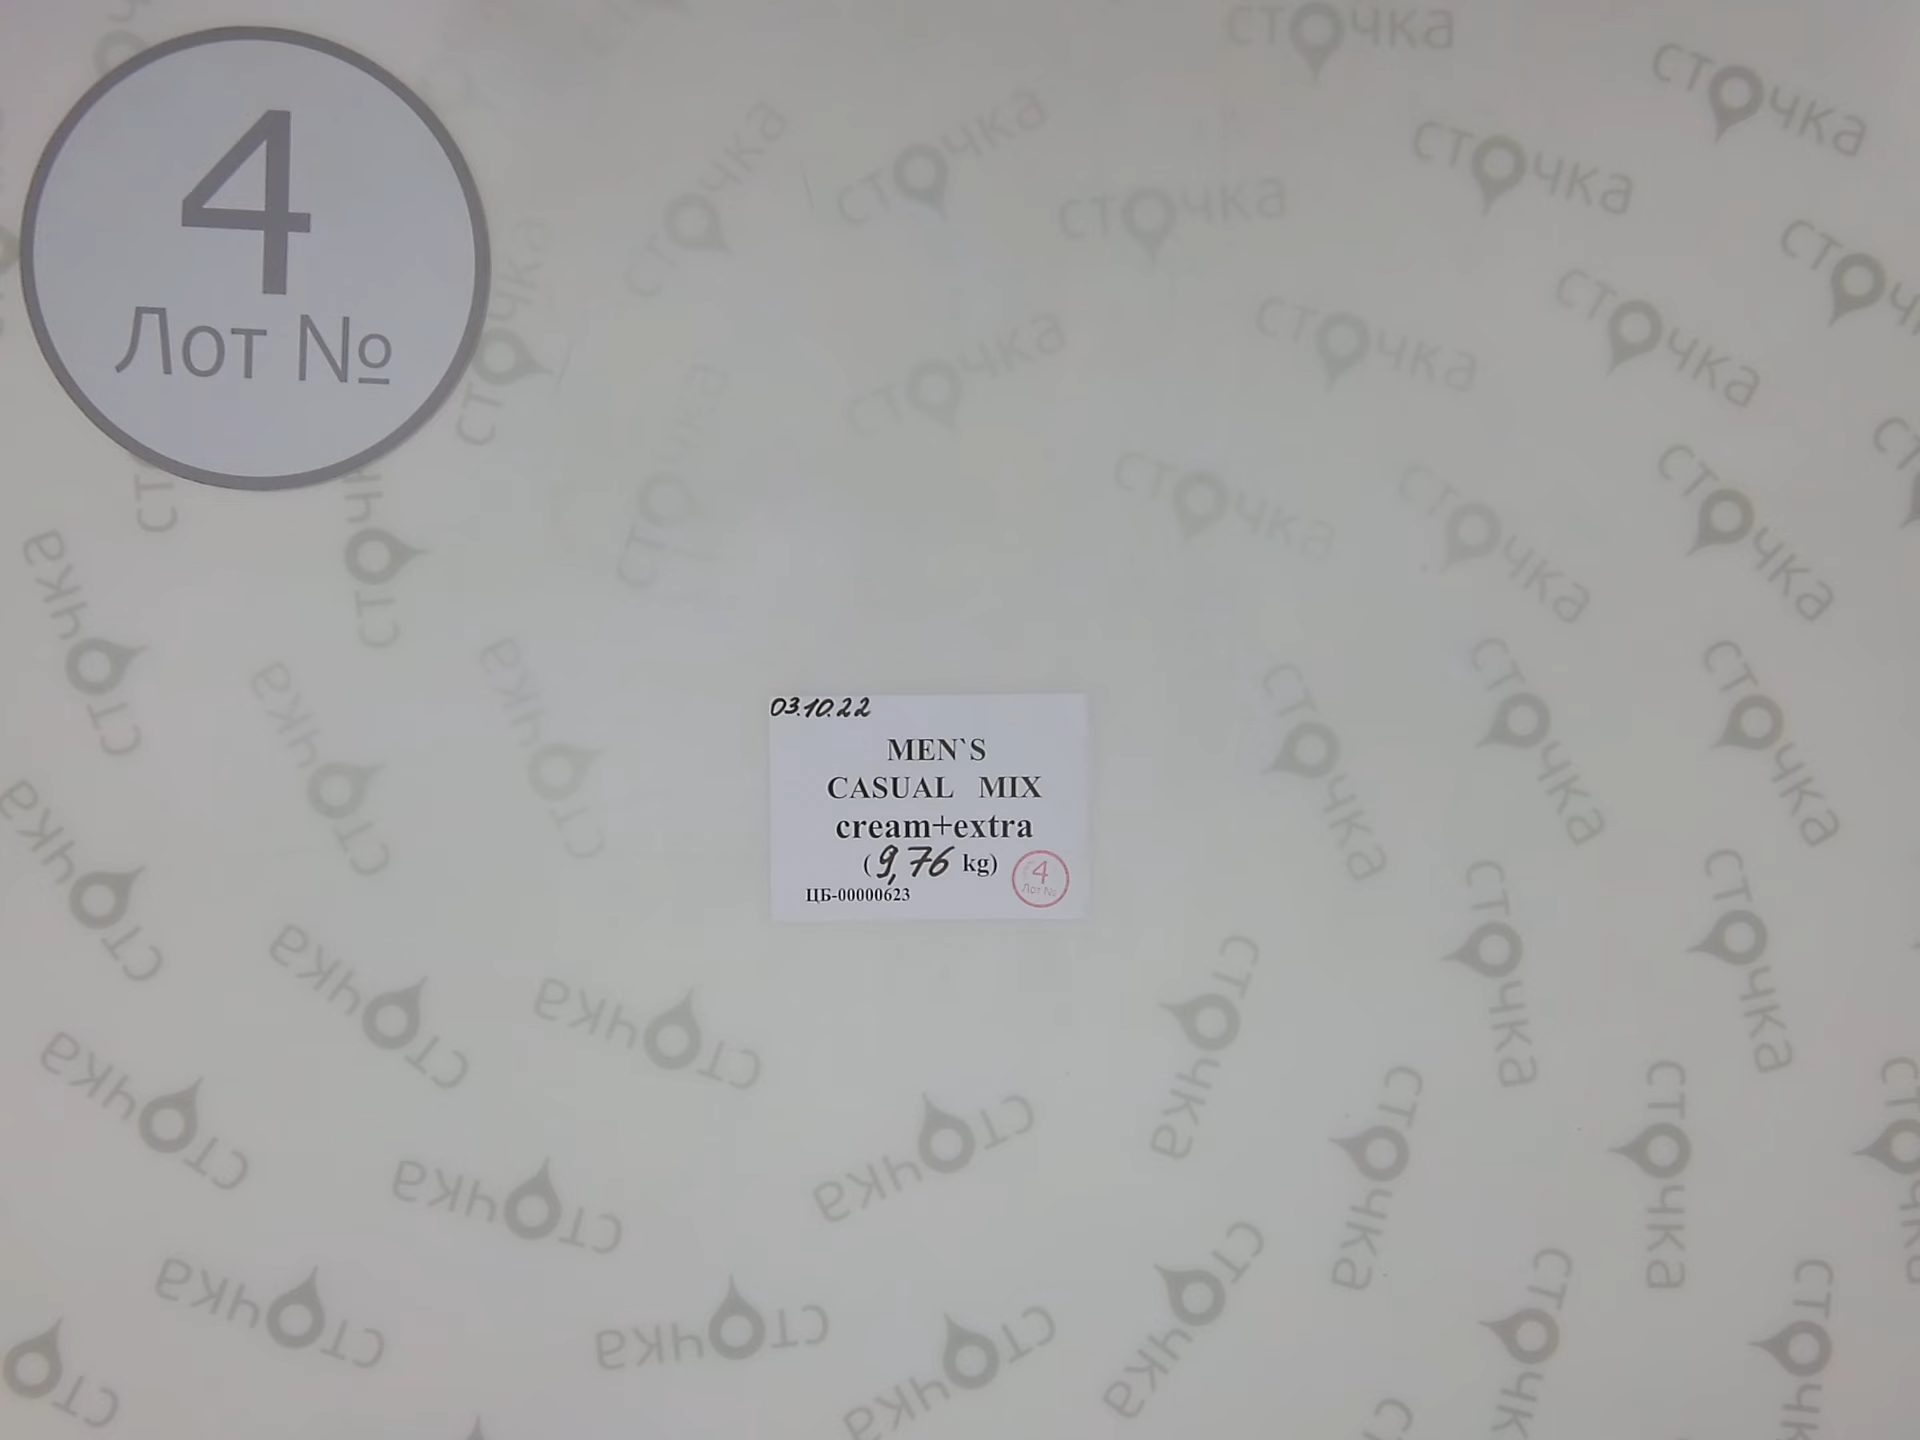 4
Лот №
03.10.22
MEN`S
CASUAL MIX
cream+extra
(9,76 kg)
ЦБ-00000623
4
Лот №
сточка